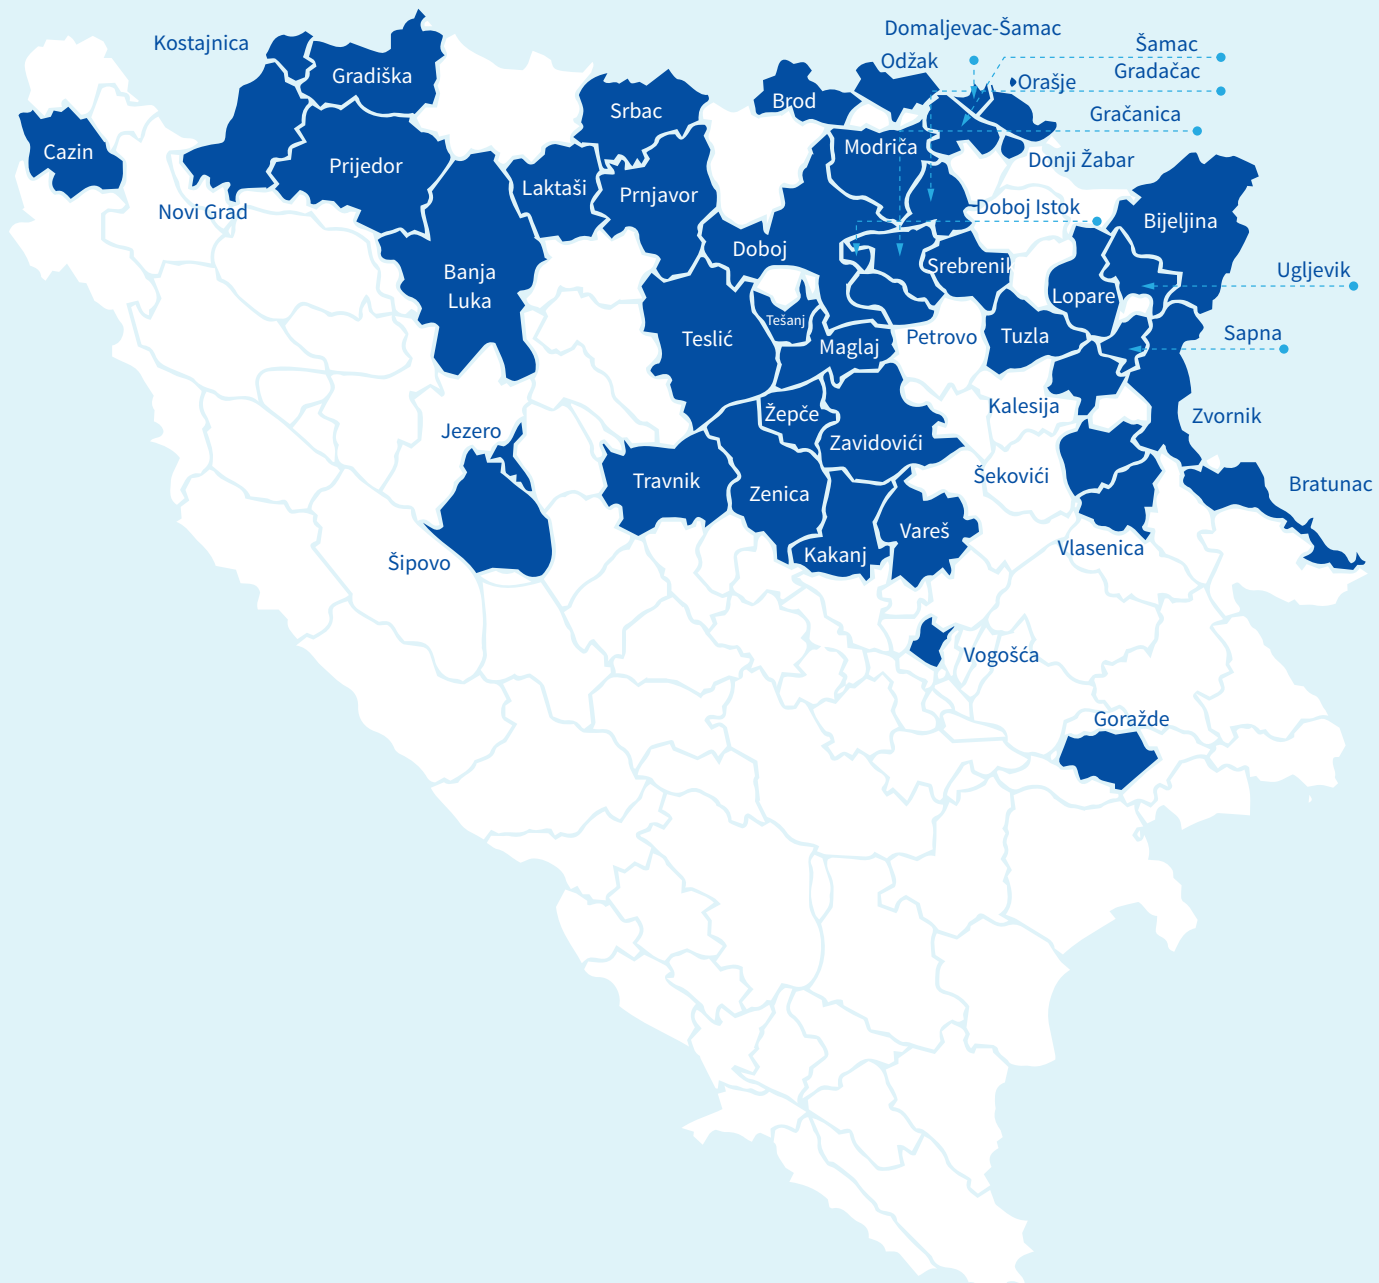 Domaljevac-Šamac
Kostajnica
Šamac
Odžak
Gradačac
Gradiška
Orašje
Brod
Srbac
Gračanica
Modriča
Cazin
Donji Žabar
Prijedor
Laktaši
Prnjavor
Novi Grad
Doboj Istok
Bijeljina
Doboj
Srebrenik
Banja
Luka
Ugljevik
Lopare
Tešanj
Sapna
Teslić
Petrovo
Tuzla
Maglaj
Kalesija
Žepče
Zvornik
Jezero
Zavidovići
Šekovići
Travnik
Bratunac
Zenica
Vareš
Vlasenica
Kakanj
Šipovo
Vogošća
Goražde